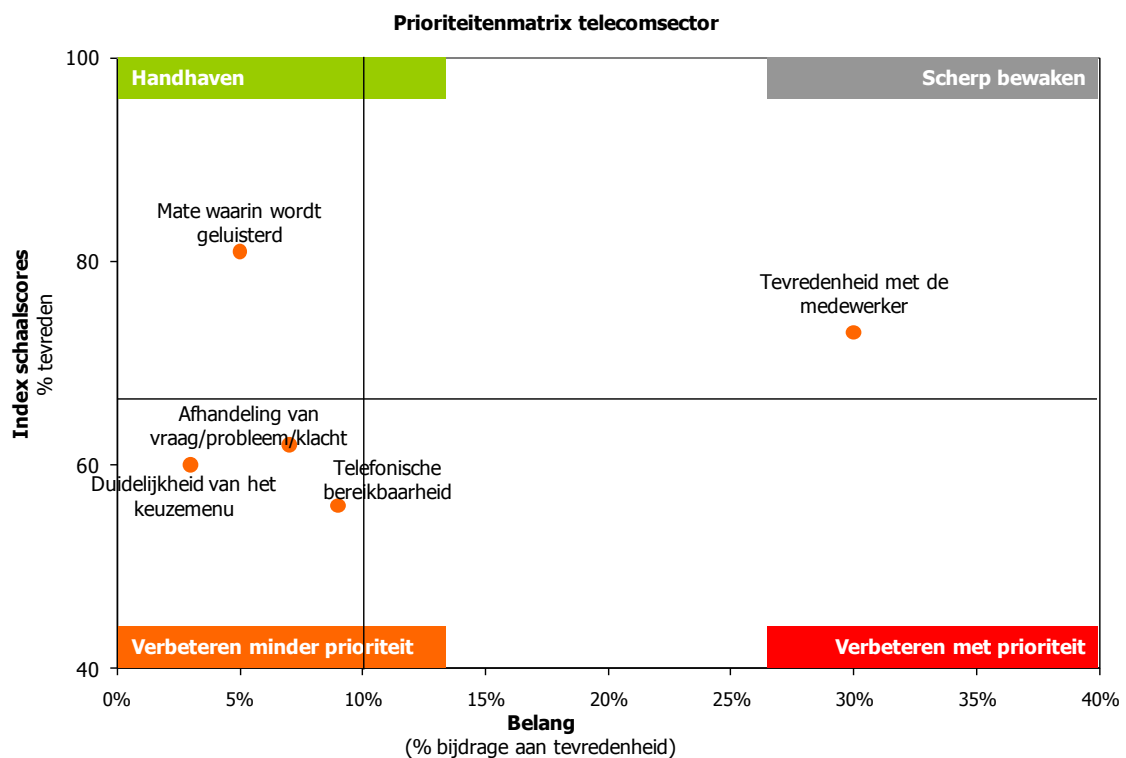 Prioriteitenmatrix telecomsector
100
Handhaven
Scherp bewaken
Mate waarin wordt
geluisterd
80
Tevredenheid met de
medewerker
Index schaalscores
% tevreden
Afhandeling van
vraag/probleem/klacht
60
Telefonische
bereikbaarheid
Duidelijkheid van het
keuzemenu
Verbeteren minder prioriteit
Verbeteren met prioriteit
40
0% 5% 10% 15% 20% 25% 30% 35% 40%
Belang
(% bijdrage aan tevredenheid)